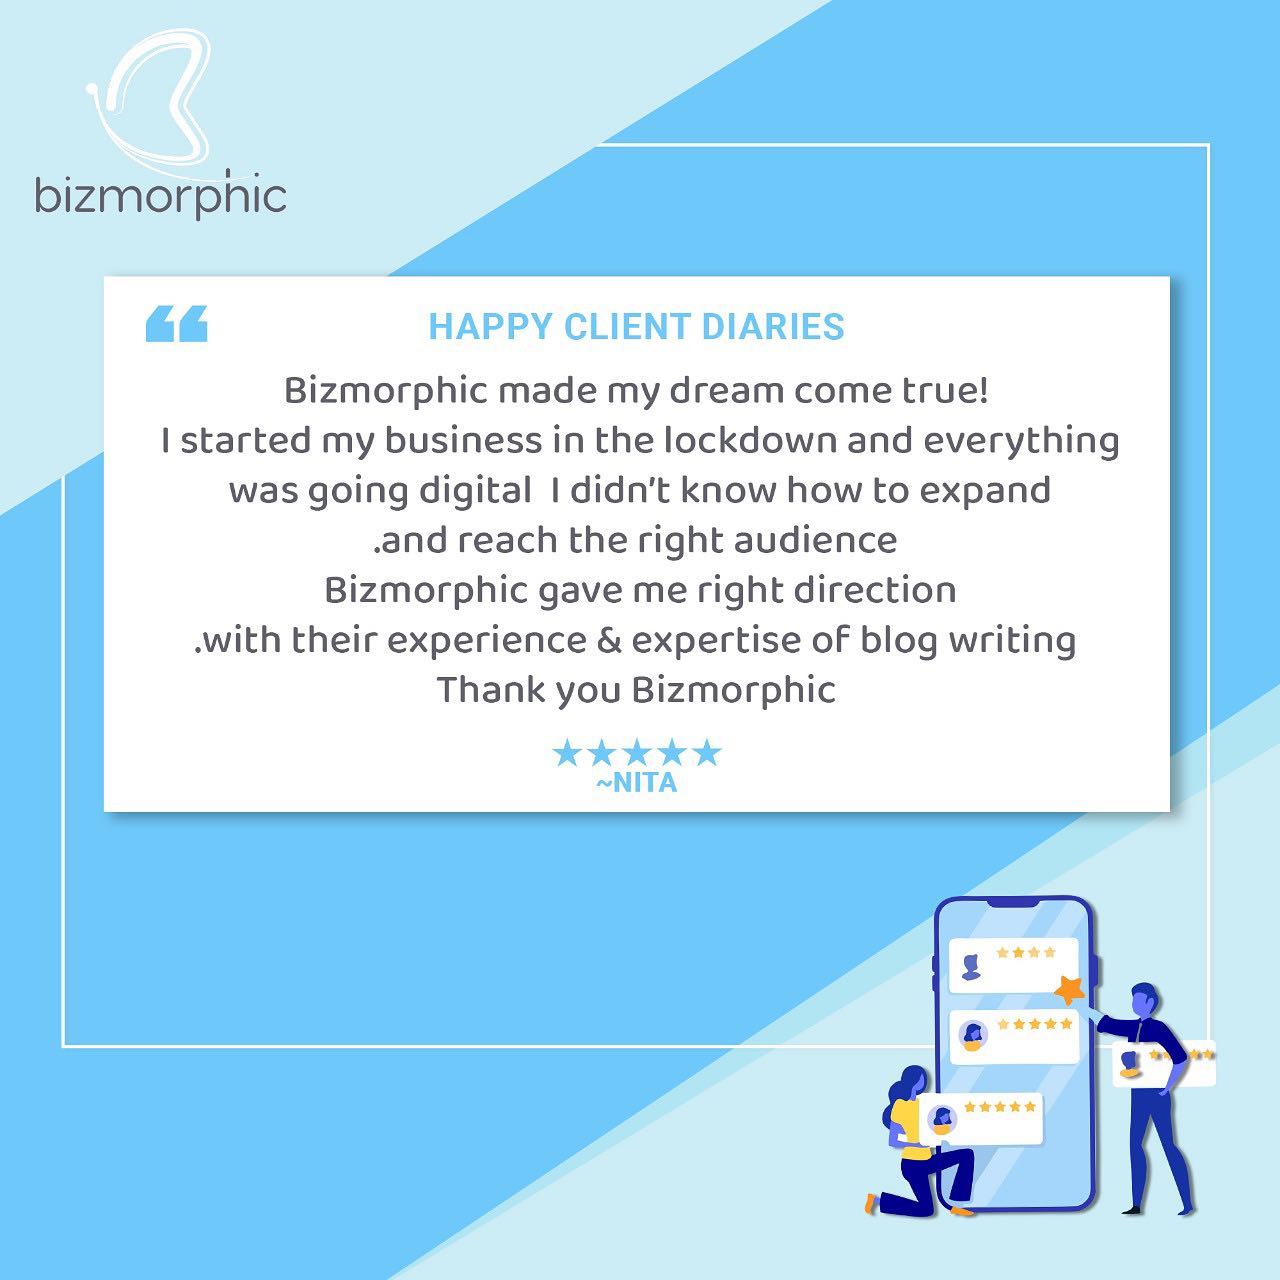 bizmorphic
HAPPY CLIENT DIARIES
Bizmorphic made my dream come true!
I started my business in the lockdown and everything
was going digital  I didn't know how to expand
.and reach the right audience
Bizmorphic gave me right direction
.with their experience & expertise of blog writing
Thank you Bizmorphic
~NITA